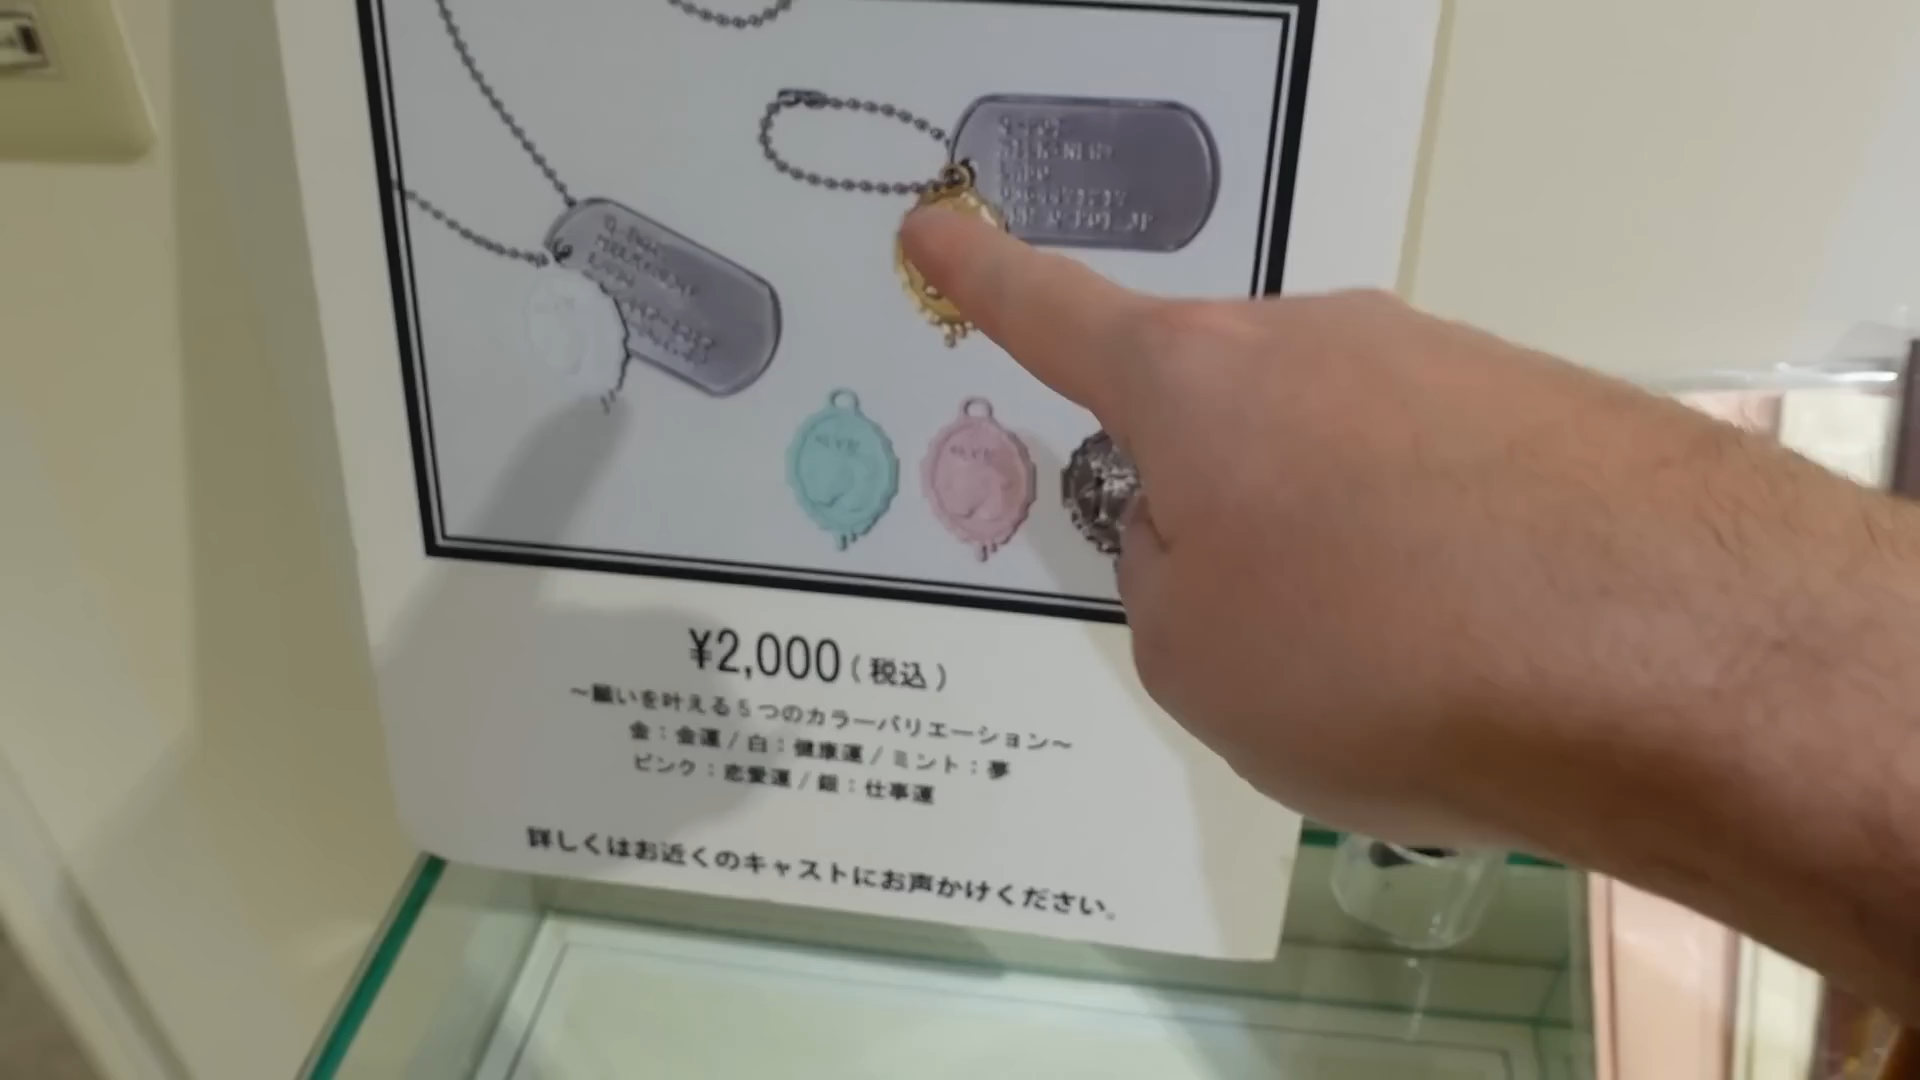 ¥2,000(税込)
～願いを叶える5つのカラーバリエーション～
金：金運/白：健康運/ミント：夢
ピンク：恋愛運/銀：仕事運
詳しくはお近くのキャストにお声かけください。